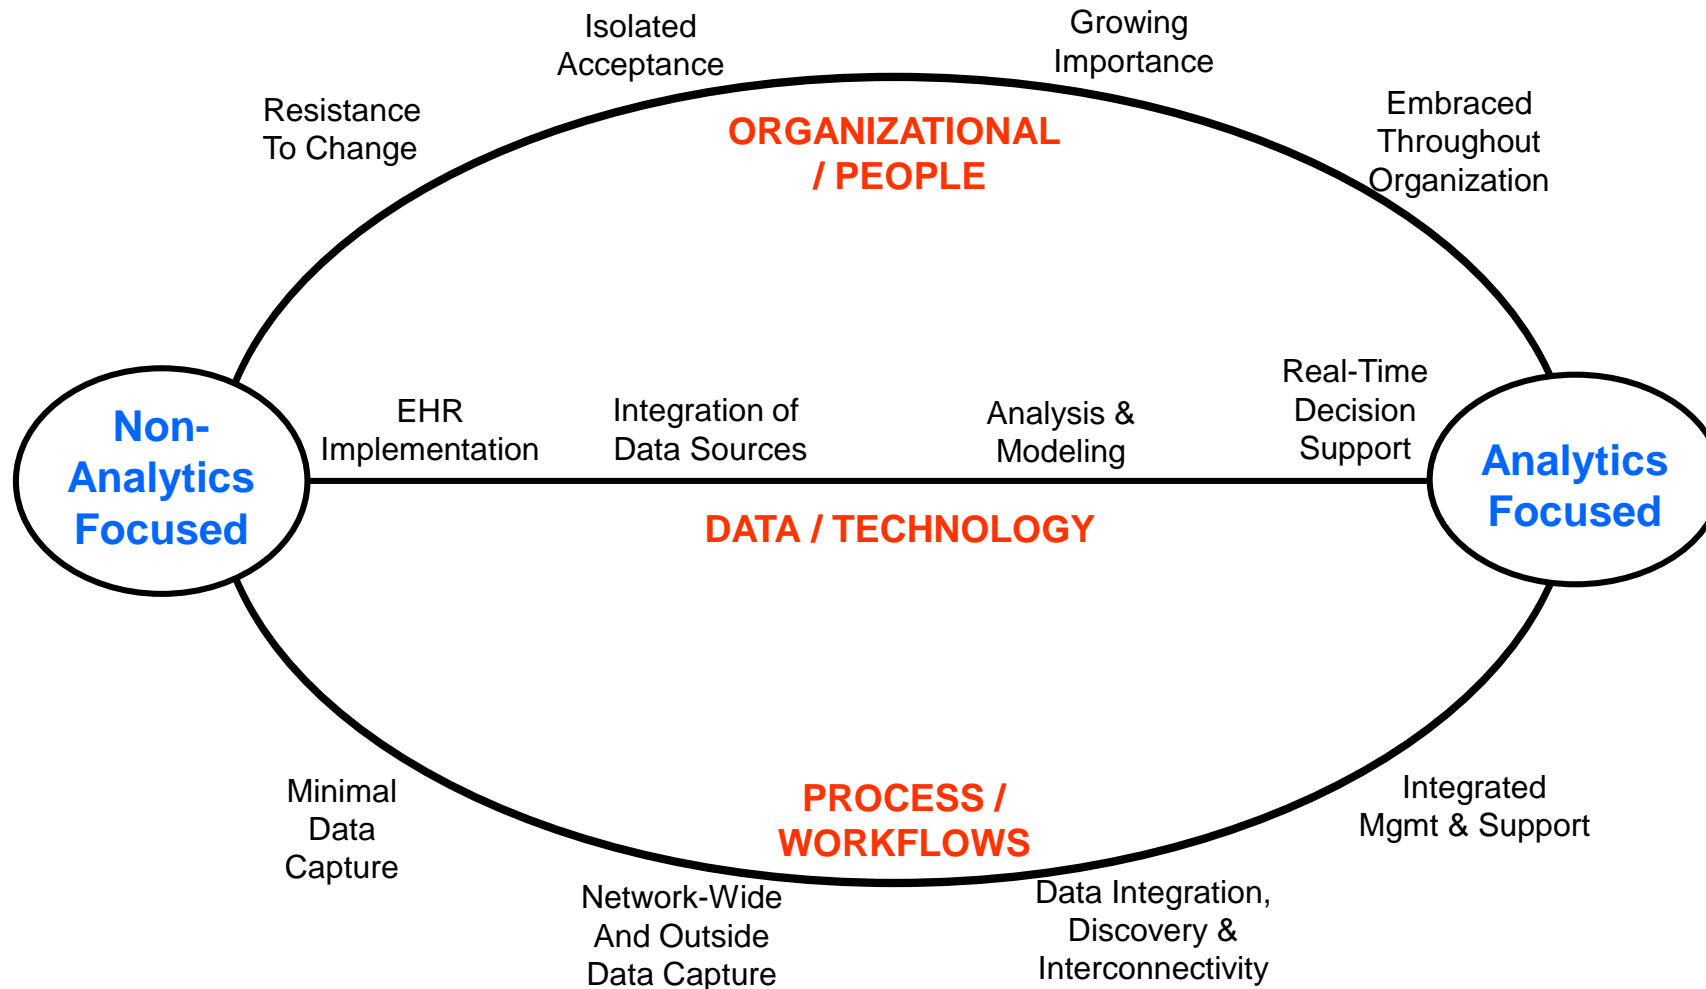 Isolated
Acceptance
Growing
Importance
Resistance
To Change
Embraced
Throughout
Organization
ORGANIZATIONAL
/ PEOPLE
Non-
Analytics
Focused
EHR
Implementation
Integration of
Data Sources
Analysis &
Modeling
Real-Time
Decision
Support
Analytics
Focused
DATA / TECHNOLOGY
Minimal
Data
Capture
PROCESS /
WORKFLOWS
Integrated
Mgmt & Support
Network-Wide
And Outside
Data Capture
Data Integration,
Discovery &
Interconnectivity